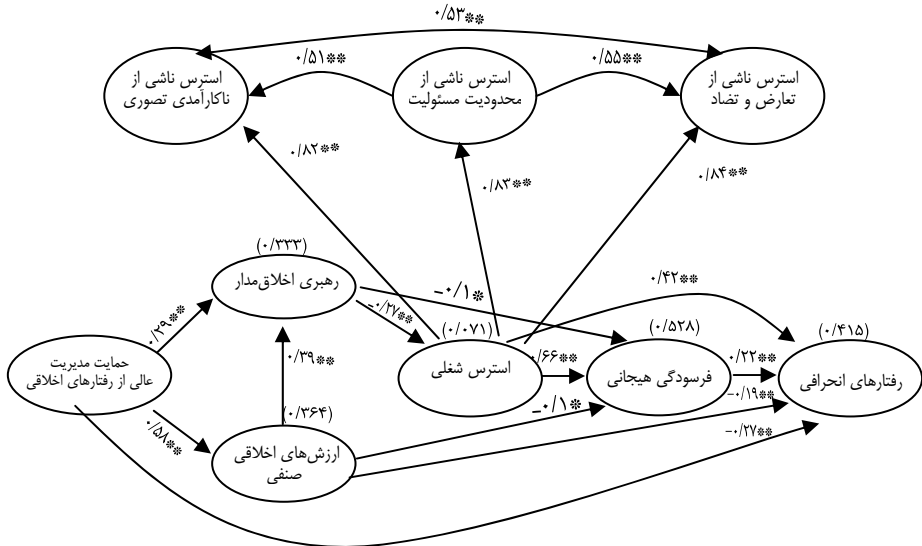 ۰/۵۳**
۰/۵۱**
۰/۵۵**
استرس ناشی از
ناکارآمدی تصوری
استرس ناشی از
محدودیت مسئولیت
استرس ناشی از
تعارض و تضاد
۰/۸۲**
۰/۸۳**
۰/۸۴**
(۰/۳۳۳)
رهبری اخلاق‌مدار
۰/۲۹**
-۰/۲۷**
-۰/۱*
۰/۴۲**
(۰/۰۷۱)
(۰/۵۲۸)
(۰/۴۱۵)
حمایت مدیریت
عالی از رفتارهای اخلاقی
۰/۳۹**
استرس شغلی
۰/۶۶**
فرسودگی هیجانی
۰/۲۲**
رفتارهای انحرافی
-۰/۱۹**
-۰/۱*
-۰/۲۷**
(۰/۳۶۴)
۰/۵۸**
ارزش‌های اخلاقی
صنفی